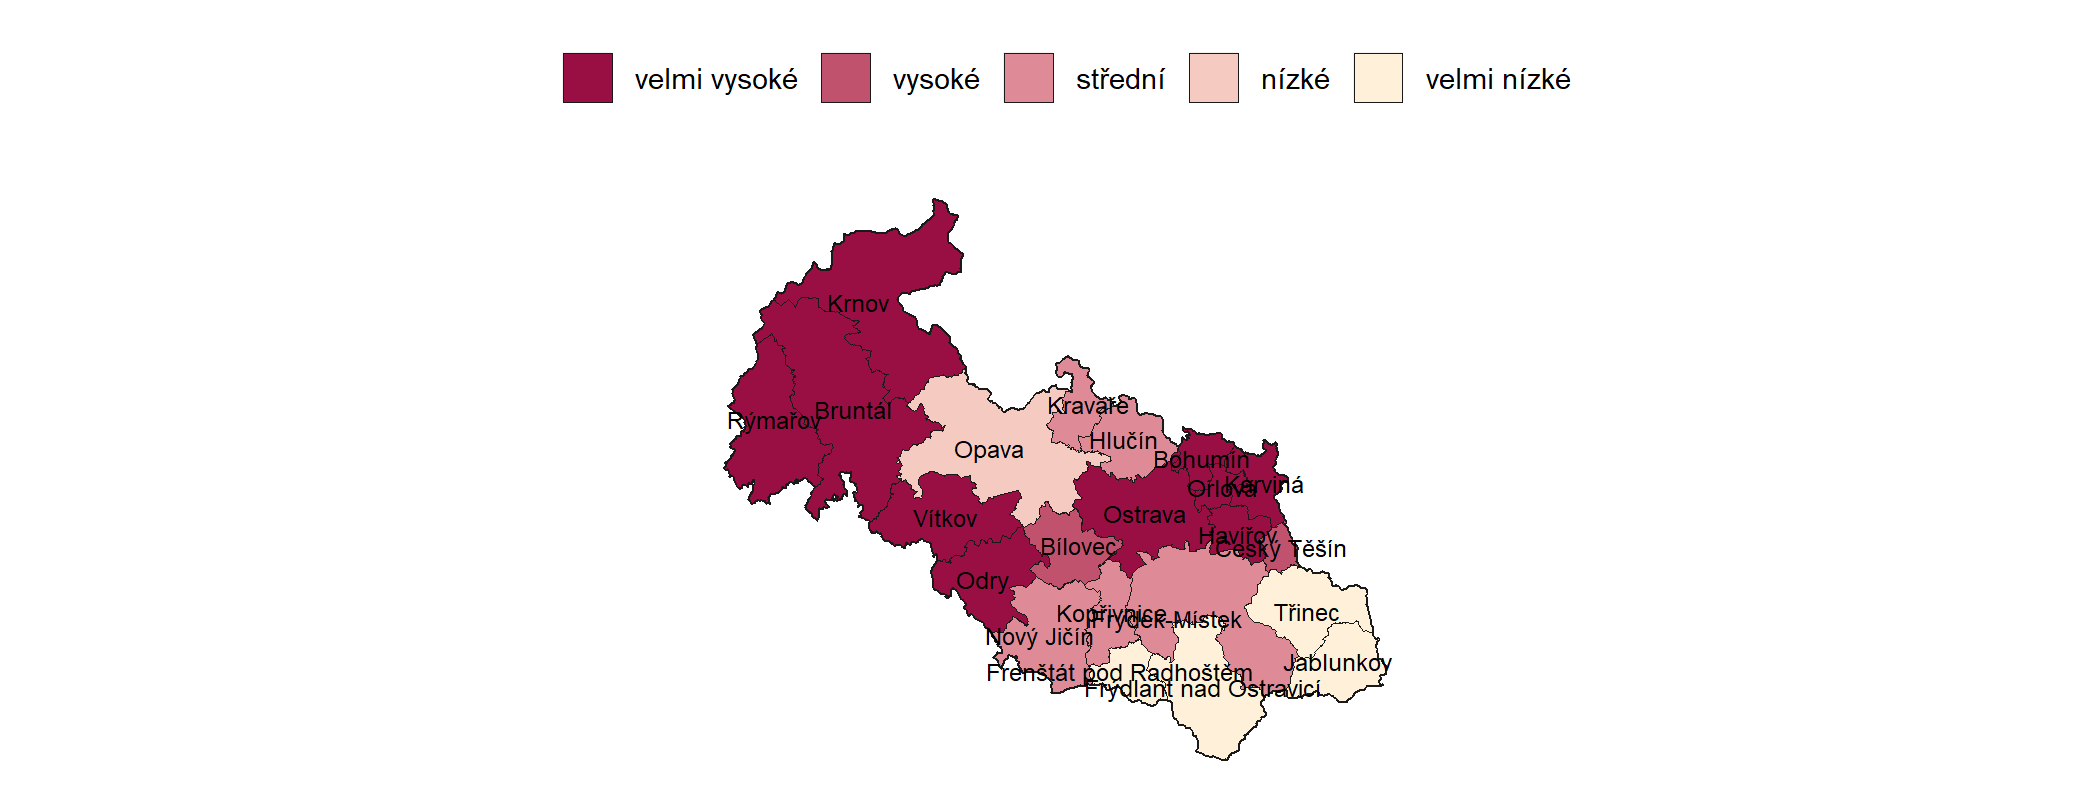 velmi vysoké
vysoké
střední
nízké
velmi nízké
Krnov
Kravaře
Bruntál
Rýmařov
Hlučín
Opava
Bohumín
Karviná
Orlová
Ostrava
Vítkov
Havířov
Bílovec
Český Těšín
Odry
Kopřivnice
Třinec
Frýdek-Místek
Nový Jičín
Jablunkov
Frenštát pod Radhoštěm
Frýdlant nad Ostravicí